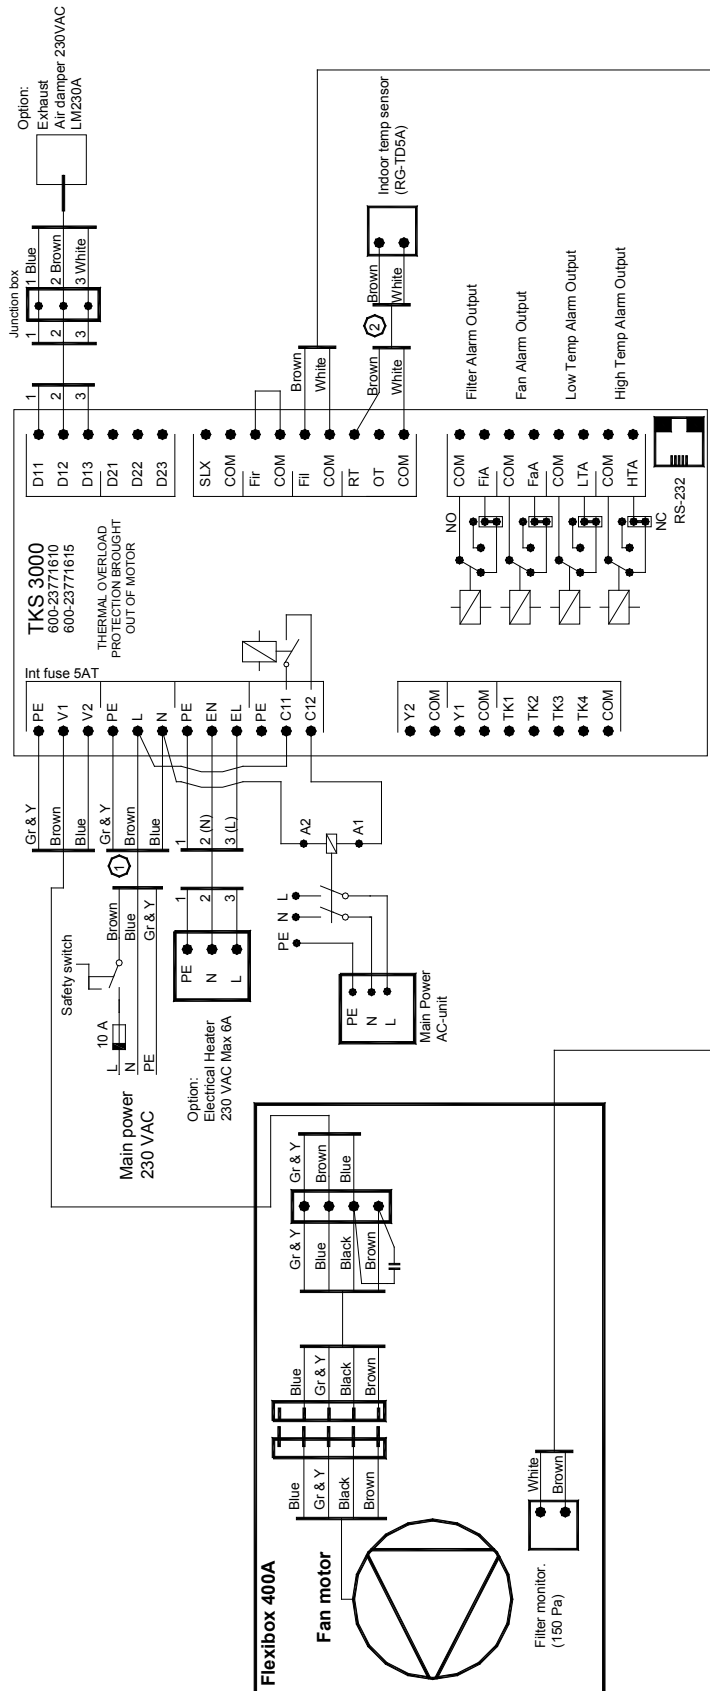 Option:
Exhaust
Air damper 230VAC
LM230A
Junction box
1 Blue
2 Brown
3 White
1
2
3
1
2
3
Indoor temp sensor
(RG-TD5A)
Brown
White
2
Brown
White
Brown
White
Filter Alarm Output
Fan Alarm Output
Low Temp Alarm Output
High Temp Alarm Output
D11
D12
D13
D21
D22
D23
SLX
COM
Fir
COM
Fil
COM
RT
OT
COM
COM
FiA
COM
FaA
COM
LTA
COM
HTA
RS-232
NO
NC
TKS 3000
600-23771610
600-23771615
THERMAL OVERLOAD
PROTECTION BROUGHT
OUT OF MOTOR
Int fuse 5AT
PE
V1
V2
PE
L
N
PE
EN
EL
PE
C11
C12
Y2
COM
Y1
COM
TK1
TK2
TK3
TK4
COM
Gr & Y
Brown
Blue
Gr & Y
Brown
Blue
1
2 (N)
3 (L)
A2
A1
1
Brown
Blue
Gr & Y
1
2
3
L
N
PE
Safety switch
10 A
L
N
PE
Main power
230 VAC
PE
N
L
Option:
Electrical Heater
230 VAC Max 6A
PE
N
L
Main Power
AC-unit
Flexibox 400A
Gr & Y
Brown
Blue
Gr & Y
Blue
Black
Brown
Blue
Gr & Y
Black
Brown
Blue
Gr & Y
Black
Brown
Fan motor
White
Brown
Filter monitor.
(150 Pa)